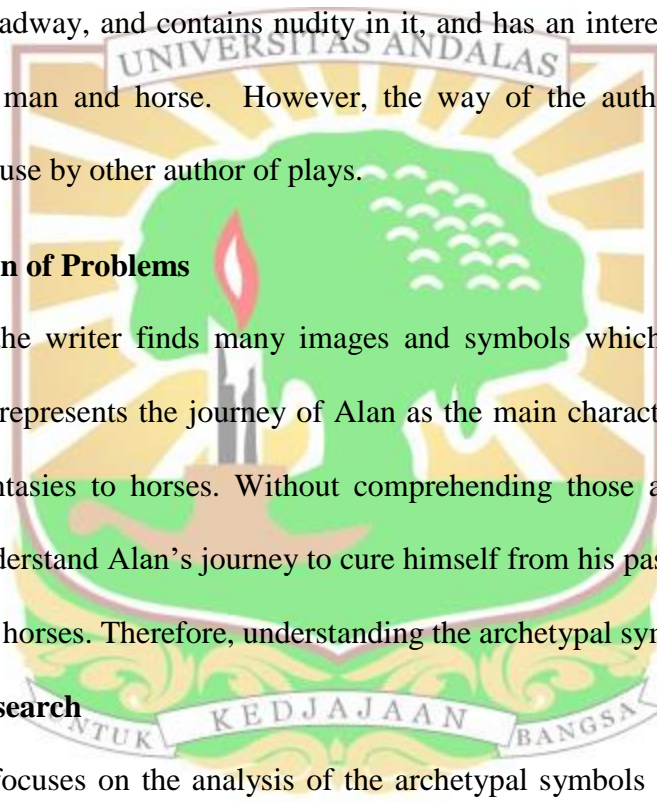 adway, and contains nudity in it, and has an intere
UNIVERSITAS ANDALAS
man and horse. However, the way of the auth
use by other author of plays.
n of Problems
the writer finds many images and symbols which
represents the journey of Alan as the main charact
ntasies to horses. Without comprehending those a
derstand Alan’s journey to cure himself from his pas
horses. Therefore, understanding the archetypal syr
search
UNTUK KEDJAJAAN BANGSA
focuses on the analysis of the archetypal symbols